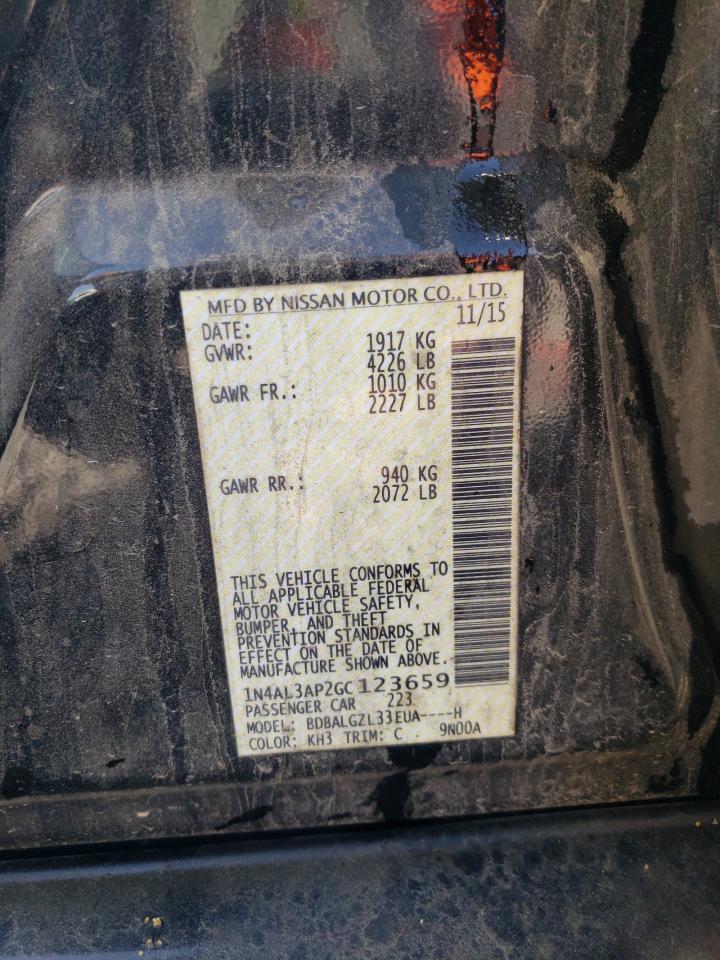 MFD BY NISSAN MOTOR CO., LTD.
DATE: 11/15
GVWR: 1917 KG
4226 LB
GAWR FR.: 1010 KG
2227 LB
GAWR RR.: 940 KG
2072 LB
THIS VEHICLE CONFORMS TO
ALL APPLICABLE FEDERAL
MOTOR VEHICLE SAFETY,
BUMPER, AND THEFT
PREVENTION STANDARDS IN
EFFECT ON THE DATE OF
MANUFACTURE SHOWN ABOVE.
1N4AL3AP2GC123659
PASSENGER CAR 223
MODEL: BDBALGZL33EUA----H
COLOR: KH3 TRIM: C 9N00A